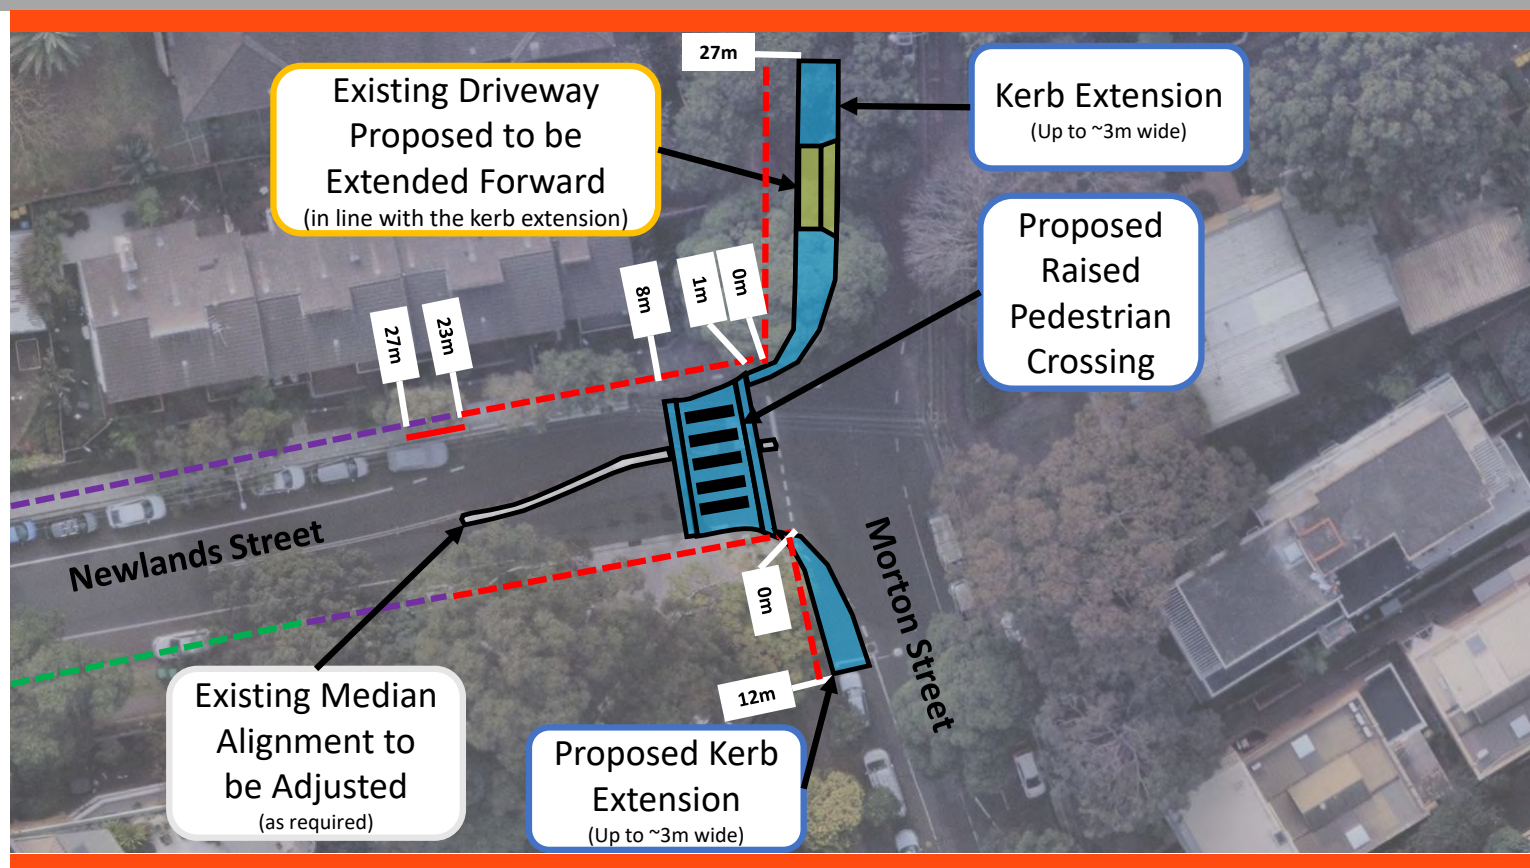 27m
Existing Driveway
Proposed to be
Extended Forward
(in line with the kerb extension)
Kerb Extension
(Up to ~3m wide)
Proposed
Raised
Pedestrian
Crossing
27m
23m
8m
1m
0m
Newlands Street
Morton Street
0m
12m
Existing Median
Alignment to
be Adjusted
(as required)
Proposed Kerb
Extension
(Up to ~3m wide)